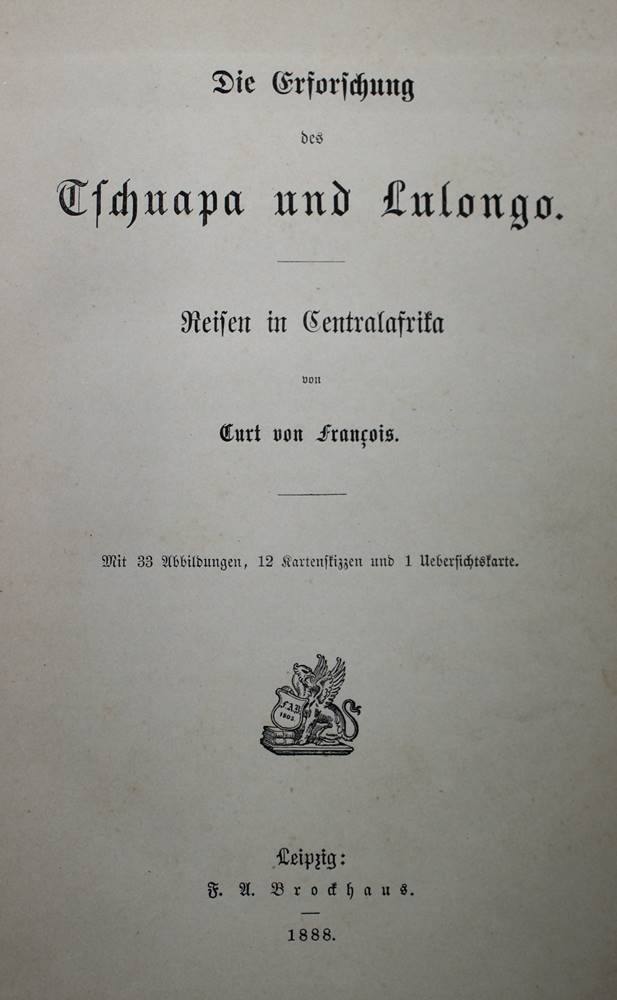 Die Erforschung
des
Tschuapa und Lulongo.
Reisen in Centralafrika
von
Curt von François.
Mit 33 Abbildungen, 12 Kartenskizzen und 1 Uebersichtskarte.
F.A.B.
1805
Leipzig:
F. A. Brockhaus.
1888.